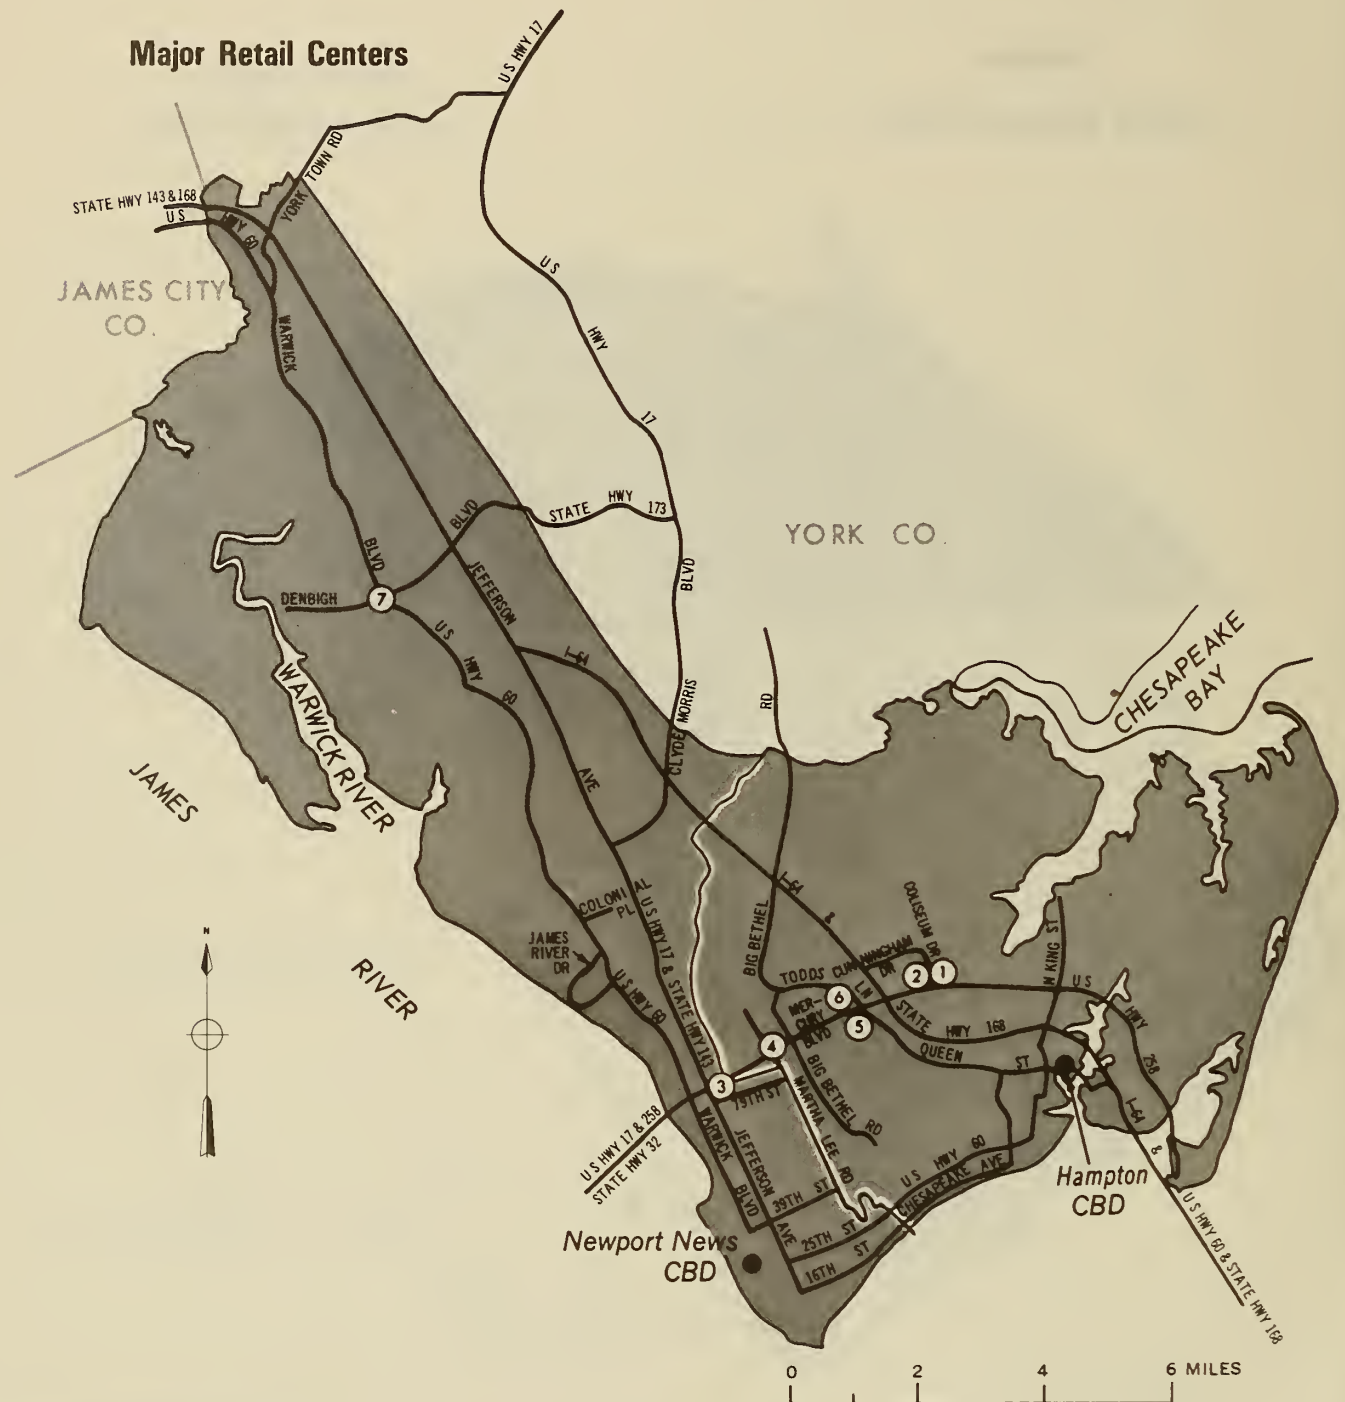 Major Retail Centers
US HWY 17
YORK TOWN RD
STATE HWY 143 & 168
US HWY 60
JAMES CITY
CO.
WARWICK
US
HWY
17
BLVD
STATE HWY 173
YORK CO.
BLVD
JEFFERSON
BLVD
DENBIGH
7
US
HWY
60
I-64
CLYDE MORRIS
RD
CHESAPEAKE
BAY
WARWICK RIVER
JAMES
RIVER
AVE
COLONIAL
PL
JAMES
RIVER
DR
US HWY 60
US HWY 17 & STATE HWY 143
I-64
&
BIG BETHEL
COLISEUM DR
CUNNINGHAM
DR
TODDS
LN
N KING ST
N
1
2
6
5
4
3
MER-
CURY
BLVD
STATE HWY 168
US
HWY
258
QUEEN
ST
BIG BETHEL RD
MARTHA LEE RD
79TH ST
US HWY 17 & 258
STATE HWY 32
WARWICK
BLVD
JEFFERSON
AVE
39TH ST
25TH ST
16TH ST
US HWY 60
CHESAPEAKE AVE
I-64
&
US HWY 60 & STATE HWY 168
Hampton
CBD
Newport News
CBD
0 2 4 6 MILES